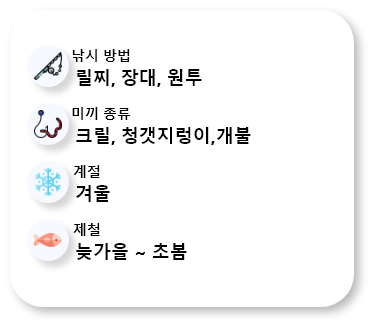 낚시 방법
릴찌, 장대, 원투
미끼 종류
크릴, 청갯지렁이,개불
계절
겨울
제철
늦가을 ~ 초봄